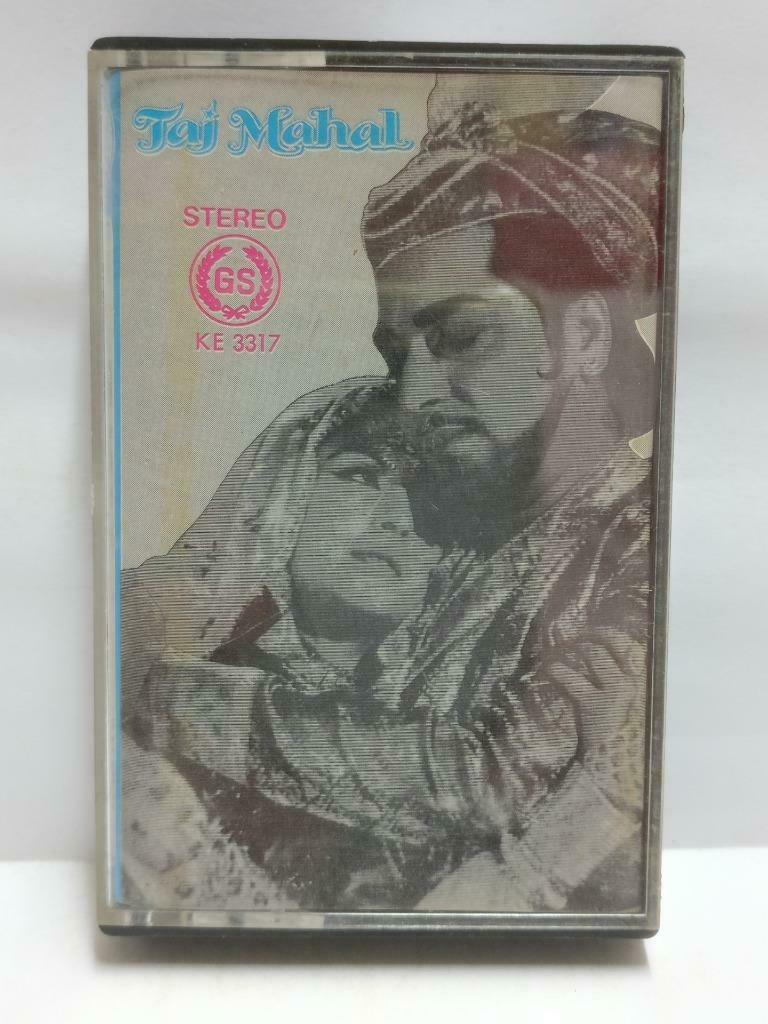 Taj Mahal
STEREO
GS
KE 3317